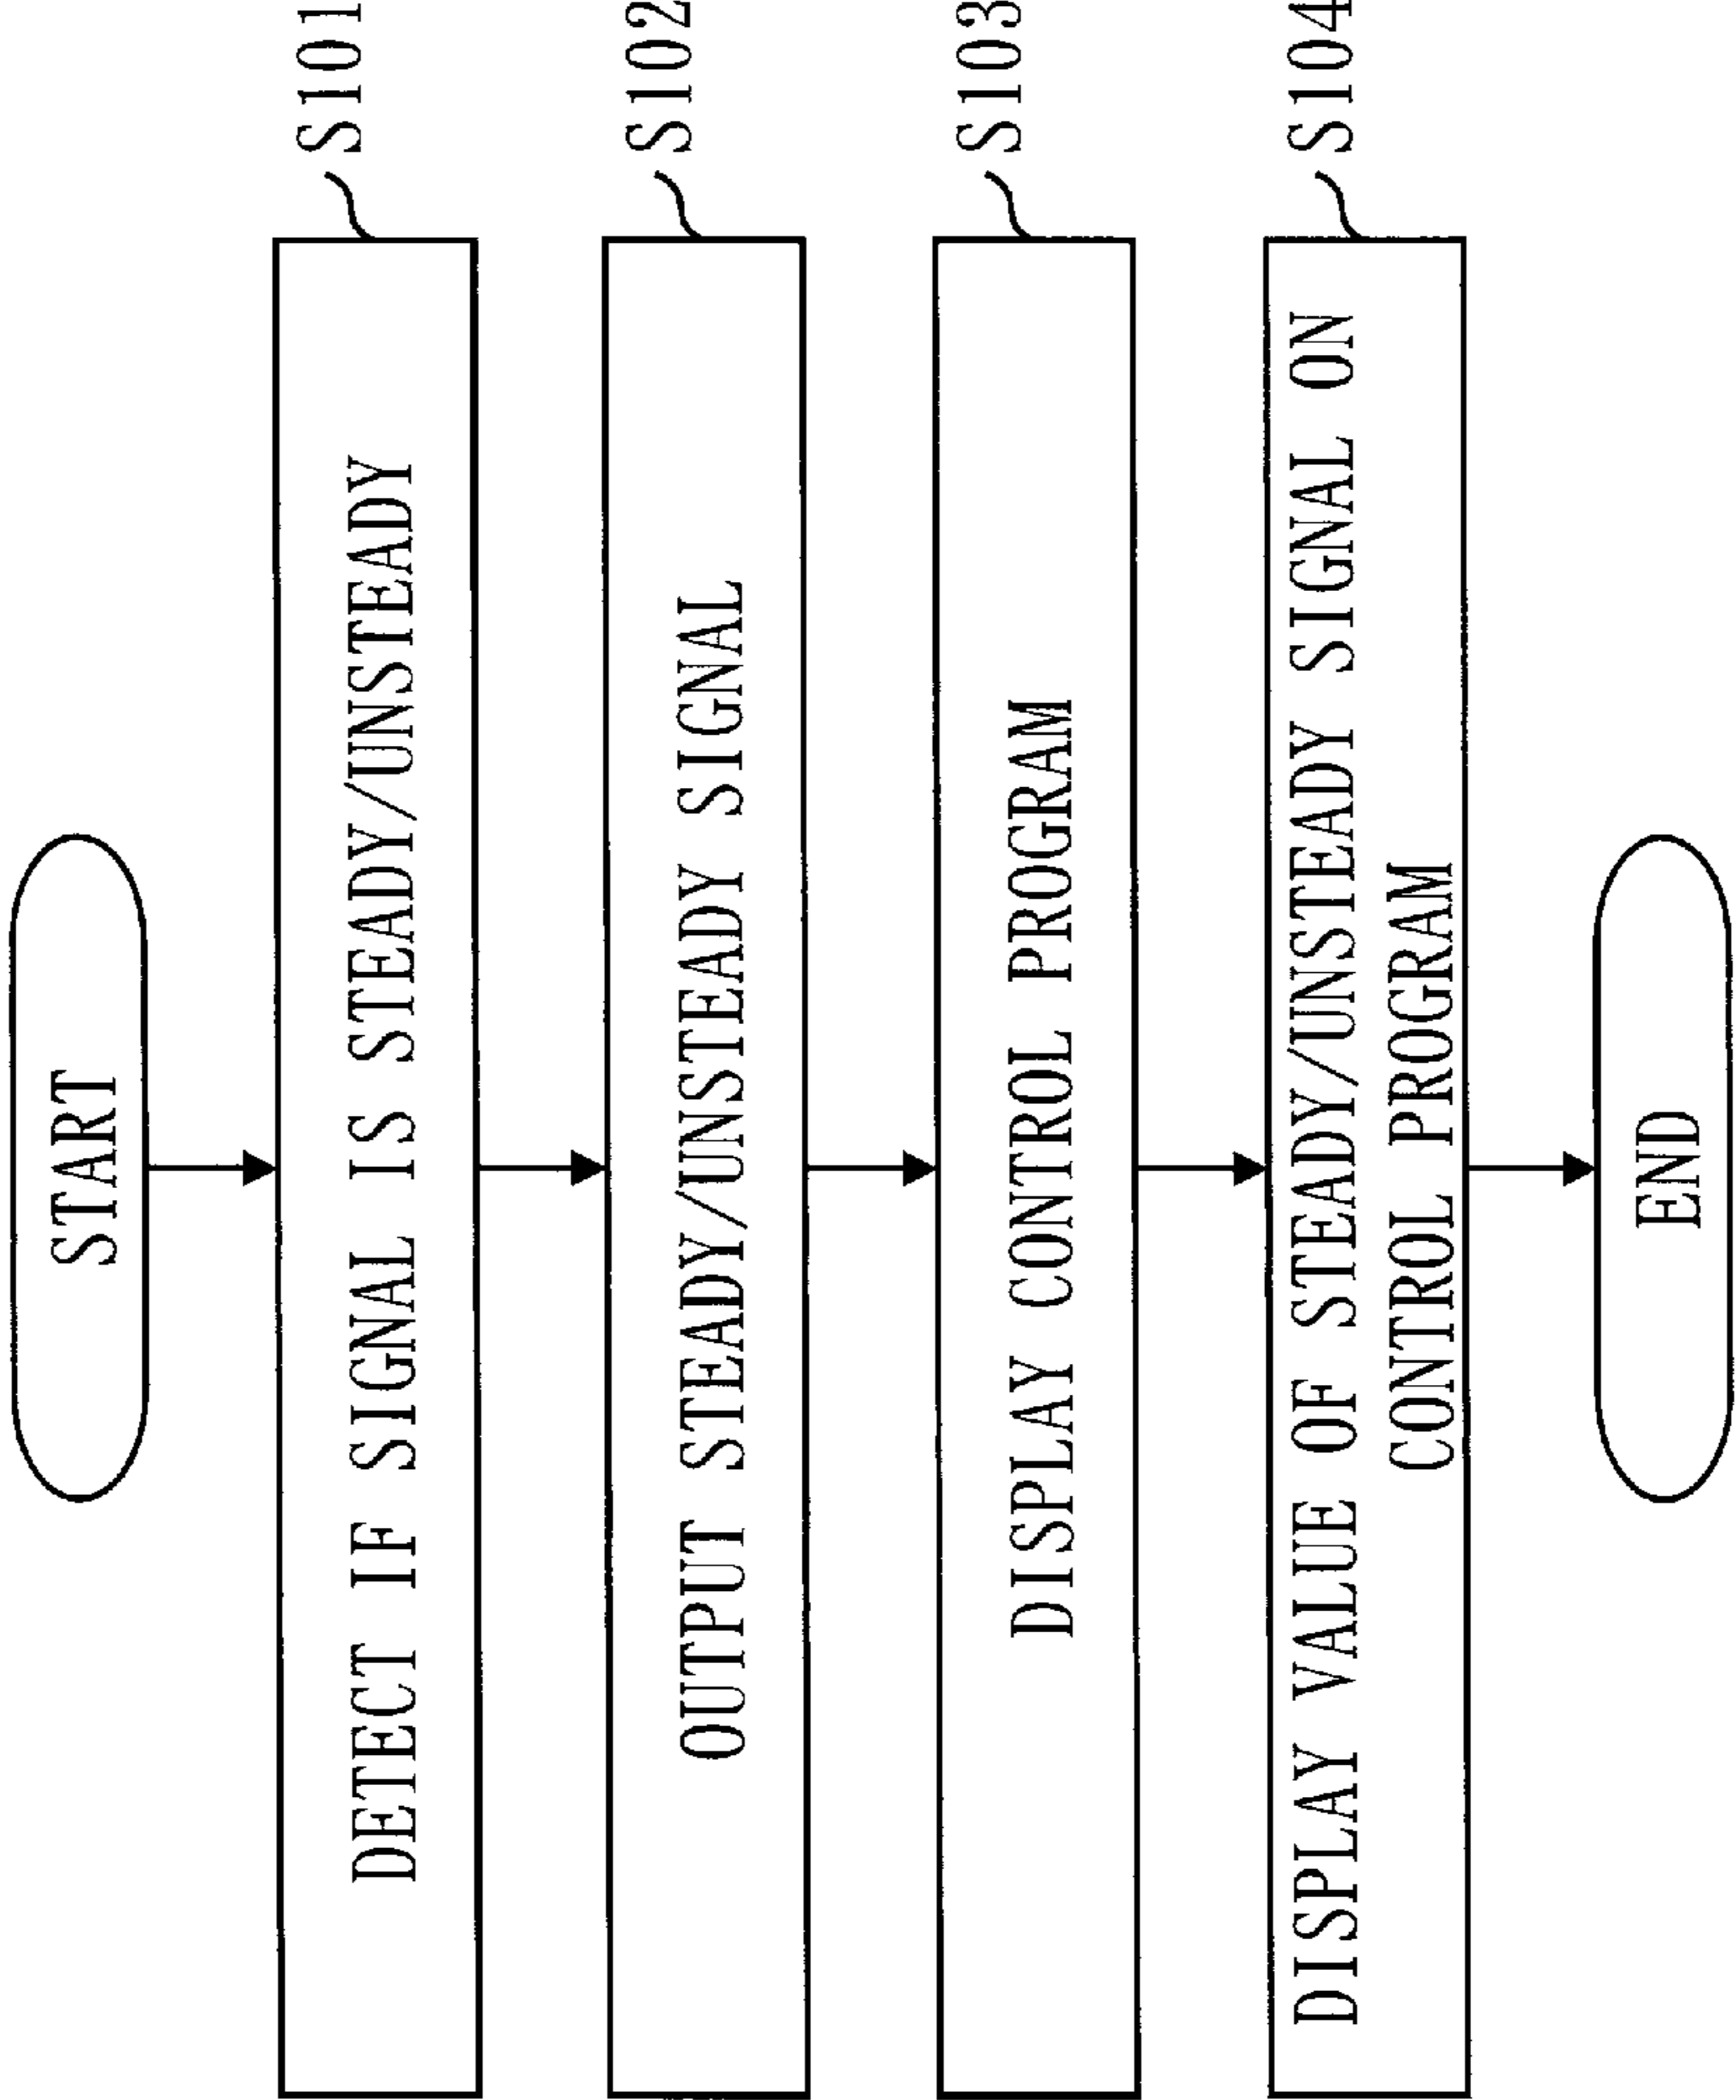 START
DETECT IF SIGNAL IS STEADY/UNSTEADY
S101
OUTPUT STEADY/UNSTEADY SIGNAL
S102
DISPLAY CONTROL PROGRAM
S103
DISPLAY VALUE OF STEADY/UNSTEADY SIGNAL ON
CONTROL PROGRAM
S104
END